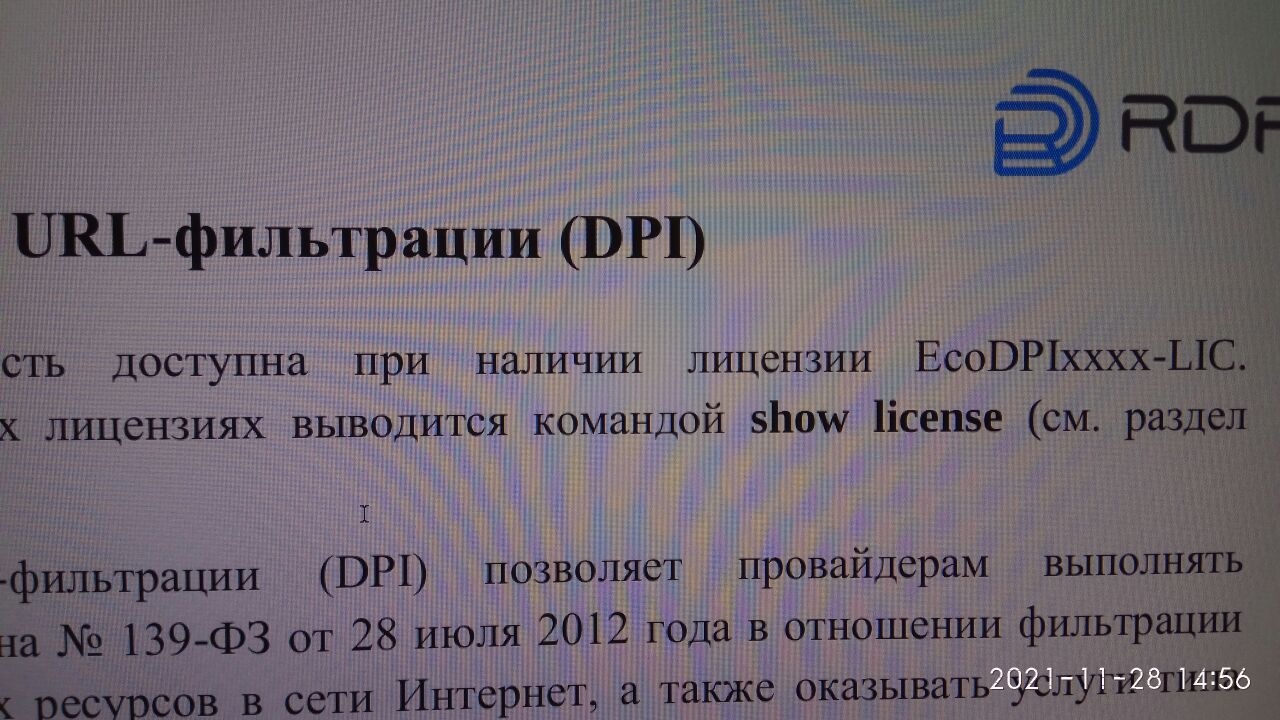 RDP
URL-фильтрации (DPI)
сть доступна при наличии лицензии EcoDPIxxxx-LIC.
х лицензиях выводится командой show license (см. раздел
-фильтрации (DPI) позволяет провайдерам выполнять
на № 139-ФЗ от 28 июля 2012 года в отношении фильтрации
х ресурсов в сети Интернет, а также оказывать услуги типа
2021-11-28 14:56